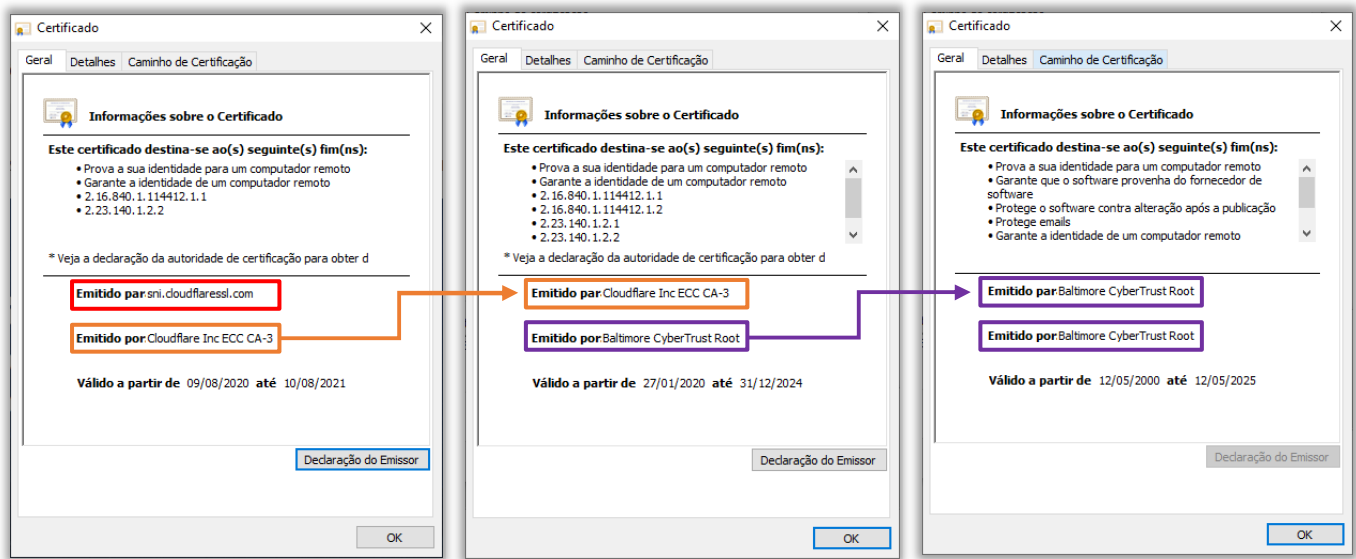 Certificado
Geral
Detalhes
Caminho de Certificação
Informações sobre o Certificado
Este certificado destina-se ao(s) seguinte(s) fim(ns):
• Prova a sua identidade para um computador remoto
• Garante a identidade de um computador remoto
• 2.16.840.1.114412.1.1
• 2.23.140.1.2.2
* Veja a declaração da autoridade de certificação para obter d
Emitido par sni.cloudflaressl.com
Emitido por Cloudflare Inc ECC CA-3
Válido a partir de 09/08/2020 até 10/08/2021
Declaração do Emissor
OK
Certificado
Geral
Detalhes
Caminho de Certificação
Informações sobre o Certificado
Este certificado destina-se ao(s) seguinte(s) fim(ns):
• Prova a sua identidade para um computador remoto
• Garante a identidade de um computador remoto
• 2.16.840.1.114412.1.1
• 2.16.840.1.114412.1.2
• 2.23.140.1.2.1
• 2.23.140.1.2.2
* Veja a declaração da autoridade de certificação para obter d
Emitido par Cloudflare Inc ECC CA-3
Emitido por Baltimore CyberTrust Root
Válido a partir de 27/01/2020 até 31/12/2024
Declaração do Emissor
OK
Certificado
Geral
Detalhes
Caminho de Certificação
Informações sobre o Certificado
Este certificado destina-se ao(s) seguinte(s) fim(ns):
• Prova a sua identidade para um computador remoto
• Garante que o software provenha do fornecedor de
software
• Protege o software contra alteração após a publicação
• Protege emails
• Garante a identidade de um computador remoto
Emitido par Baltimore CyberTrust Root
Emitido por Baltimore CyberTrust Root
Válido a partir de 12/05/2000 até 12/05/2025
Declaração do Emissor
OK